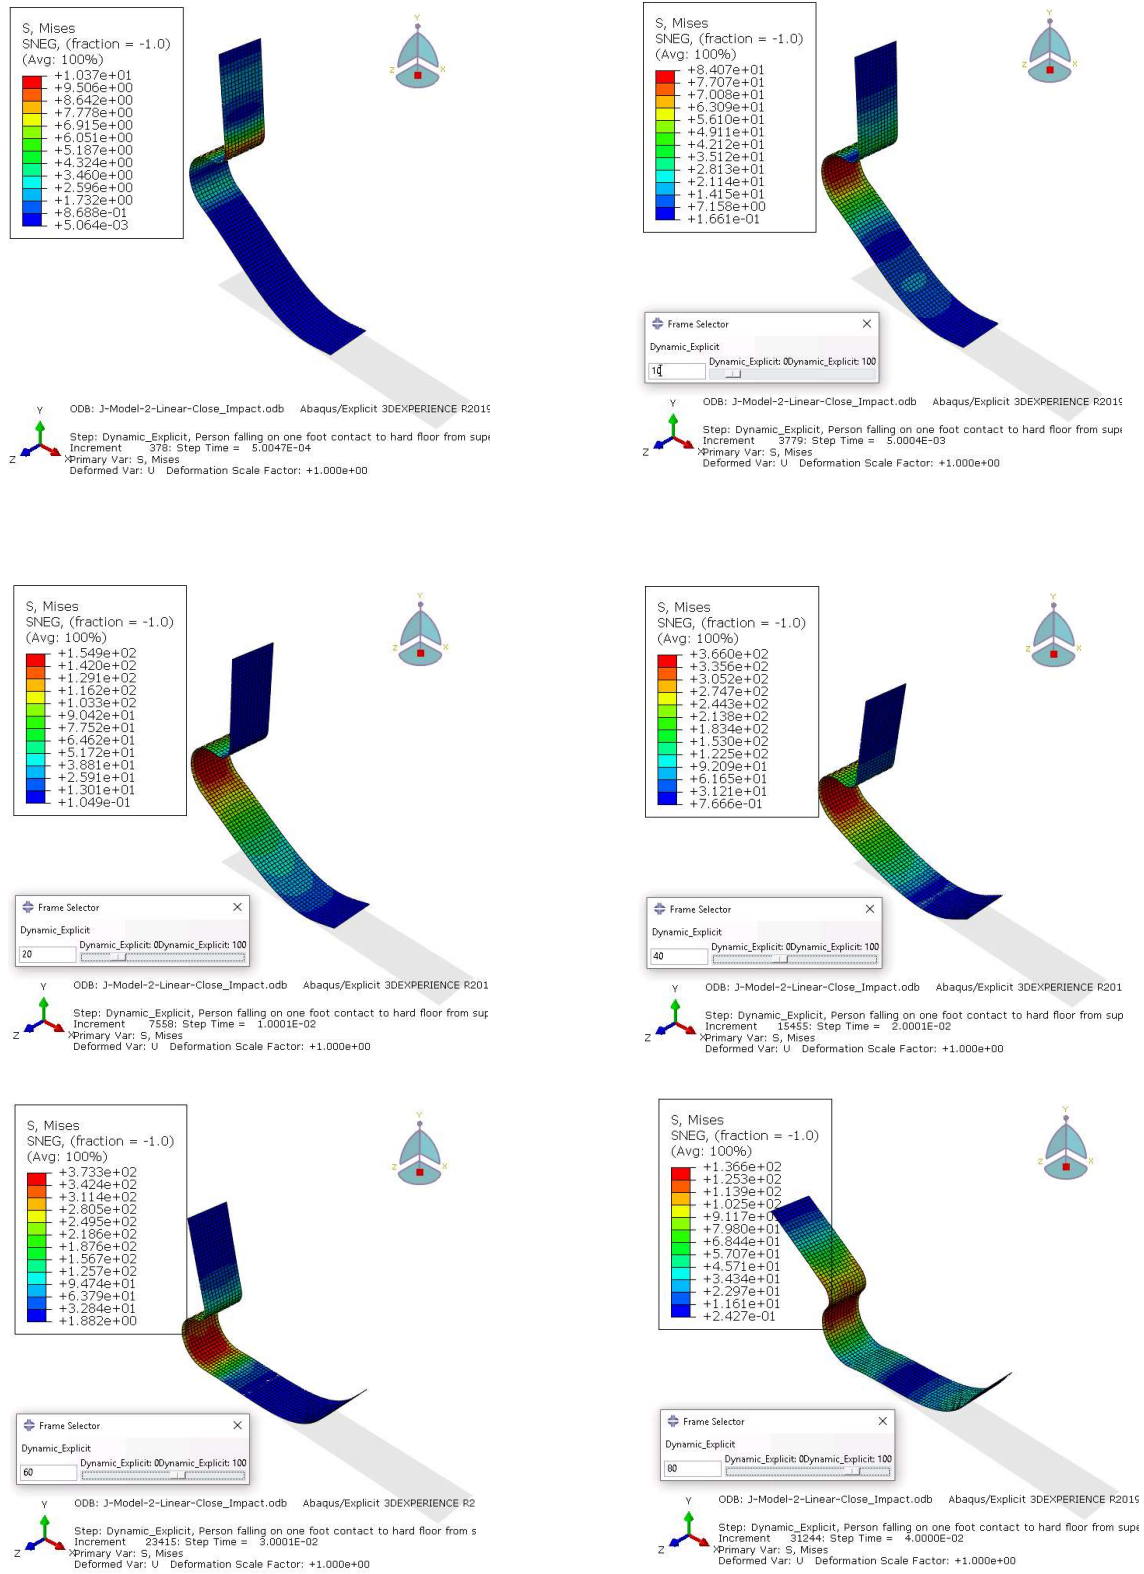 S, Mises
SNEG, (fraction = -1.0)
(Avg: 100%)
+1.037e+01
+9.506e+00
+8.642e+00
+7.778e+00
+6.915e+00
+6.051e+00
+5.187e+00
+4.324e+00
+3.460e+00
+2.596e+00
+1.732e+00
+8.688e-01
+5.064e-03
Y
Z
X
ODB: J-Model-2-Linear-Close_Impact.odb    Abaqus/Explicit 3DEXPERIENCE R2019
Y
Z
X
Step: Dynamic_Explicit, Person falling on one foot contact to hard floor from supe
Increment    378: Step Time =    5.0047E-04
Primary Var: S, Mises
Deformed Var: U    Deformation Scale Factor: +1.000e+00
S, Mises
SNEG, (fraction = -1.0)
(Avg: 100%)
+8.407e+01
+7.707e+01
+7.008e+01
+6.309e+01
+5.610e+01
+4.911e+01
+4.212e+01
+3.512e+01
+2.813e+01
+2.114e+01
+1.415e+01
+7.158e+00
+1.661e-01
Y
Z
X
Frame Selector
Dynamic_Explicit
Dynamic_Explicit: 0Dynamic_Explicit: 100
10
ODB: J-Model-2-Linear-Close_Impact.odb    Abaqus/Explicit 3DEXPERIENCE R2019
Y
Z
X
Step: Dynamic_Explicit, Person falling on one foot contact to hard floor from supe
Increment    3779: Step Time =    5.0004E-03
Primary Var: S, Mises
Deformed Var: U    Deformation Scale Factor: +1.000e+00
S, Mises
SNEG, (fraction = -1.0)
(Avg: 100%)
+1.549e+02
+1.420e+02
+1.291e+02
+1.162e+02
+1.033e+02
+9.042e+01
+7.752e+01
+6.462e+01
+5.172e+01
+3.881e+01
+2.591e+01
+1.301e+01
+1.049e-01
Y
Z
X
Frame Selector
Dynamic_Explicit
Dynamic_Explicit: 0Dynamic_Explicit: 100
20
ODB: J-Model-2-Linear-Close_Impact.odb    Abaqus/Explicit 3DEXPERIENCE R201
Y
Z
X
Step: Dynamic_Explicit, Person falling on one foot contact to hard floor from sup
Increment    7558: Step Time =    1.0001E-02
Primary Var: S, Mises
Deformed Var: U    Deformation Scale Factor: +1.000e+00
S, Mises
SNEG, (fraction = -1.0)
(Avg: 100%)
+3.660e+02
+3.356e+02
+3.052e+02
+2.747e+02
+2.443e+02
+2.138e+02
+1.834e+02
+1.530e+02
+1.225e+02
+9.209e+01
+6.165e+01
+3.121e+01
+7.666e-01
Y
Z
X
Frame Selector
Dynamic_Explicit
Dynamic_Explicit: 0Dynamic_Explicit: 100
40
ODB: J-Model-2-Linear-Close_Impact.odb    Abaqus/Explicit 3DEXPERIENCE R201
Y
Z
X
Step: Dynamic_Explicit, Person falling on one foot contact to hard floor from sup
Increment    15455: Step Time =    2.0001E-02
Primary Var: S, Mises
Deformed Var: U    Deformation Scale Factor: +1.000e+00
S, Mises
SNEG, (fraction = -1.0)
(Avg: 100%)
+3.733e+02
+3.424e+02
+3.114e+02
+2.805e+02
+2.495e+02
+2.186e+02
+1.876e+02
+1.567e+02
+1.257e+02
+9.474e+01
+6.379e+01
+3.284e+01
+1.882e+00
Y
Z
X
Frame Selector
Dynamic_Explicit
Dynamic_Explicit: 0Dynamic_Explicit: 100
60
ODB: J-Model-2-Linear-Close_Impact.odb    Abaqus/Explicit 3DEXPERIENCE R2
Y
Z
X
Step: Dynamic_Explicit, Person falling on one foot contact to hard floor from s
Increment    23415: Step Time =    3.0001E-02
Primary Var: S, Mises
Deformed Var: U    Deformation Scale Factor: +1.000e+00
S, Mises
SNEG, (fraction = -1.0)
(Avg: 100%)
+1.366e+02
+1.253e+02
+1.139e+02
+1.025e+02
+9.117e+01
+7.980e+01
+6.844e+01
+5.707e+01
+4.571e+01
+3.434e+01
+2.297e+01
+1.161e+01
+2.427e-01
Y
Z
X
Frame Selector
Dynamic_Explicit
Dynamic_Explicit: 0Dynamic_Explicit: 100
80
ODB: J-Model-2-Linear-Close_Impact.odb    Abaqus/Explicit 3DEXPERIENCE R2019
Y
Z
X
Step: Dynamic_Explicit, Person falling on one foot contact to hard floor from supe
Increment    31244: Step Time =    4.0000E-02
Primary Var: S, Mises
Deformed Var: U    Deformation Scale Factor: +1.000e+00